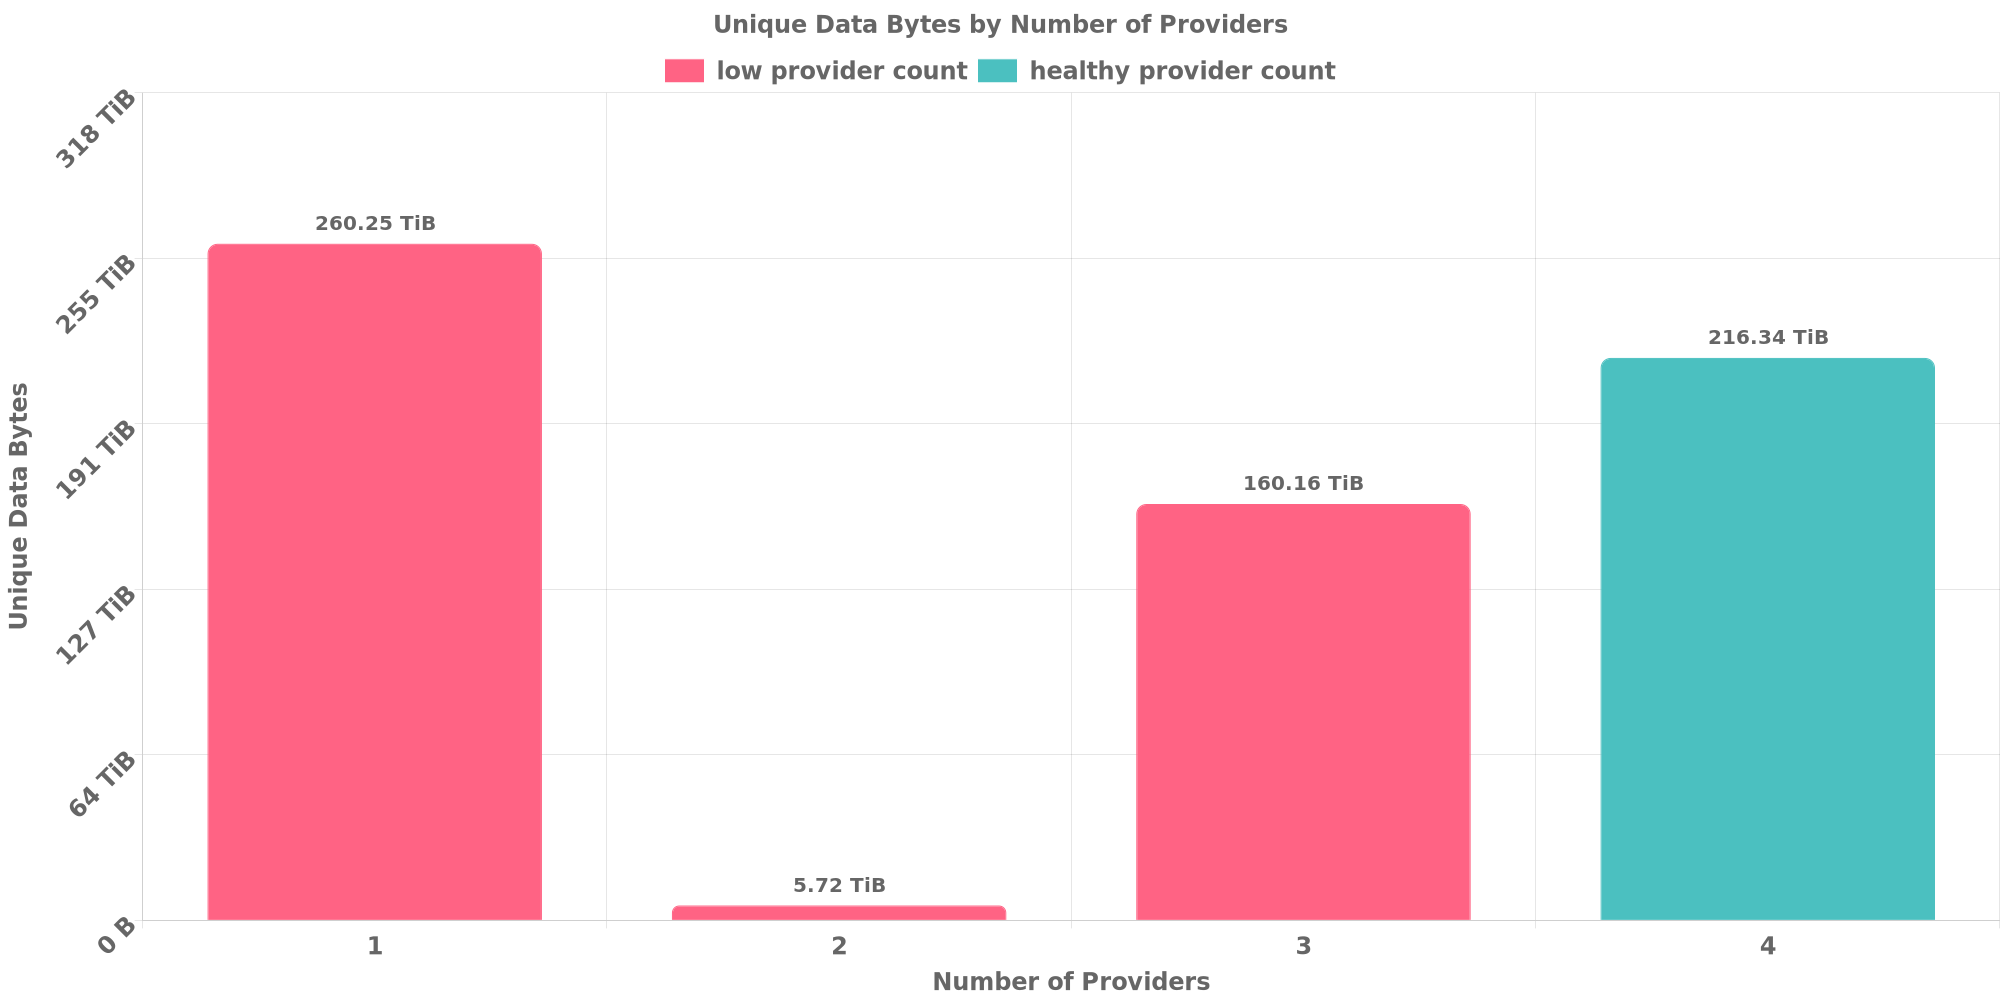 Unique Data Bytes by Number of Providers
low provider count healthy provider count
318 TiB
255 TiB
191 TiB
127 TiB
64 TiB
0 B
Unique Data Bytes
260.25 TiB
5.72 TiB
160.16 TiB
216.34 TiB
1 2 3 4
Number of Providers